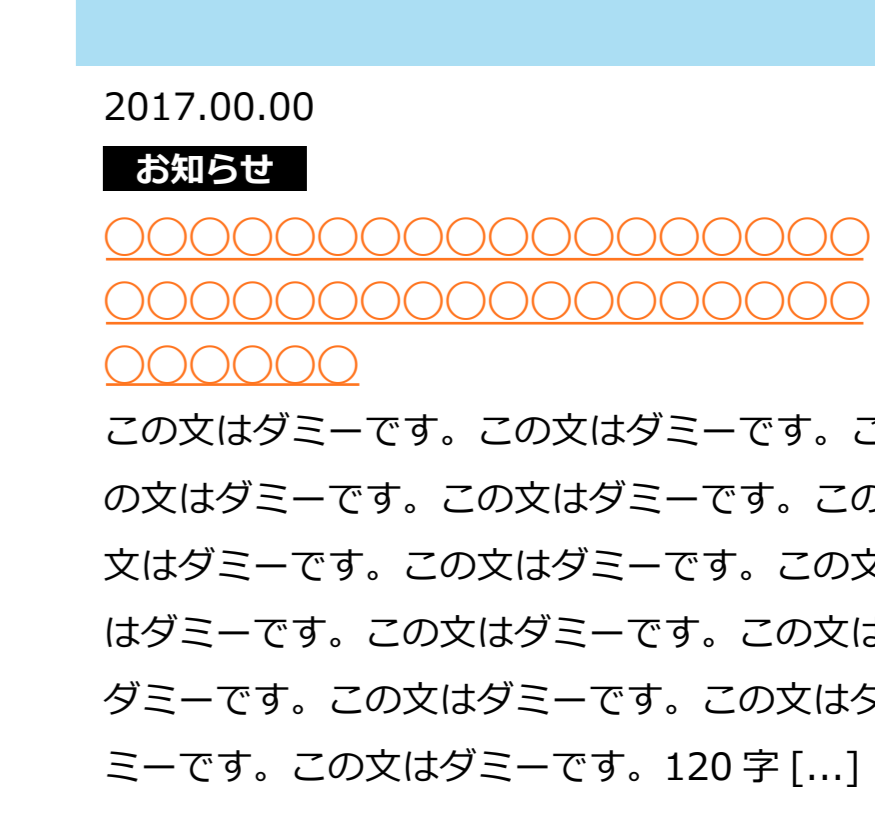 2017.00.00
お知らせ
◯◯◯◯◯◯◯◯◯◯◯◯◯◯◯◯◯◯
◯◯◯◯◯◯◯◯◯◯◯◯◯◯◯◯◯◯
◯◯◯◯◯◯
この文はダミーです。この文はダミーです。こ
の文はダミーです。この文はダミーです。この
文はダミーです。この文はダミーです。この文
はダミーです。この文はダミーです。この文は
ダミーです。この文はダミーです。この文はダ
ミーです。この文はダミーです。120 字 [...]